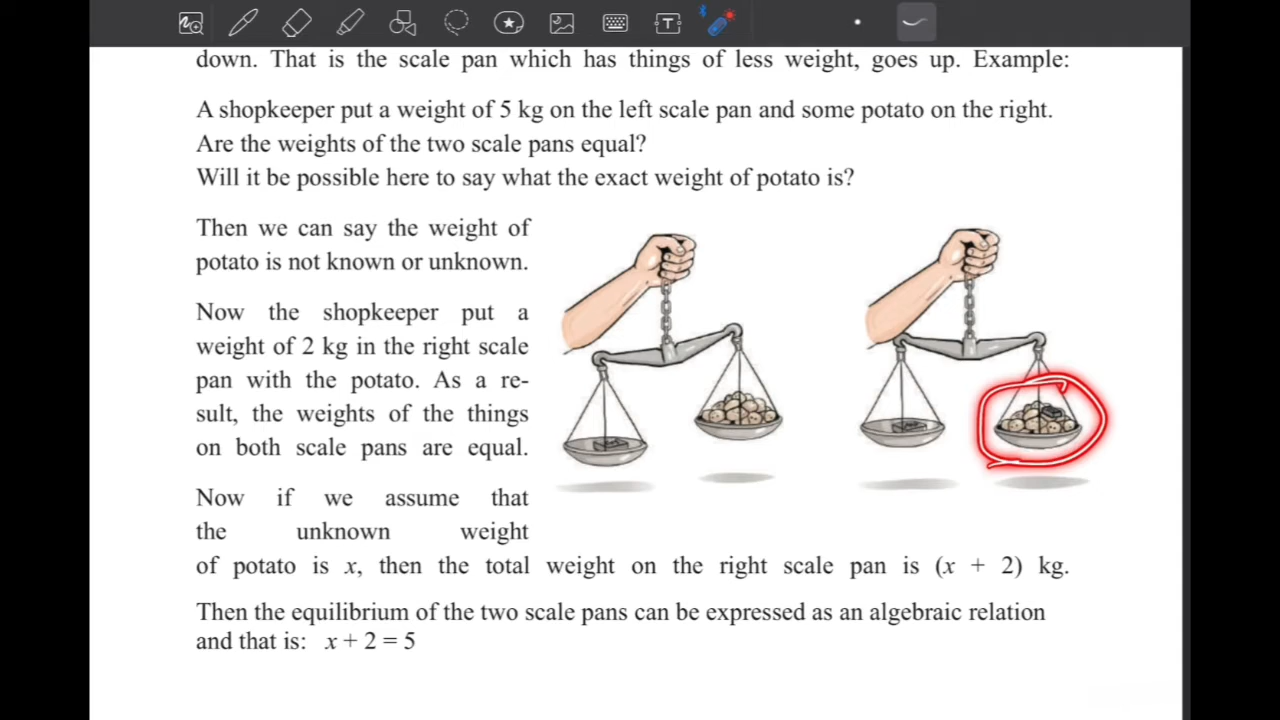 down. That is the scale pan which has things of less weight, goes up. Example:
A shopkeeper put a weight of 5 kg on the left scale pan and some potato on the right.
Are the weights of the two scale pans equal?
Will it be possible here to say what the exact weight of potato is?
Then we can say the weight of
potato is not known or unknown.
Now the shopkeeper put a
weight of 2 kg in the right scale
pan with the potato. As a re-
sult, the weights of the things
on both scale pans are equal.
Now if we assume that
the unknown weight
of potato is x, then the total weight on the right scale pan is (x + 2) kg.
Then the equilibrium of the two scale pans can be expressed as an algebraic relation
and that is: x + 2 = 5